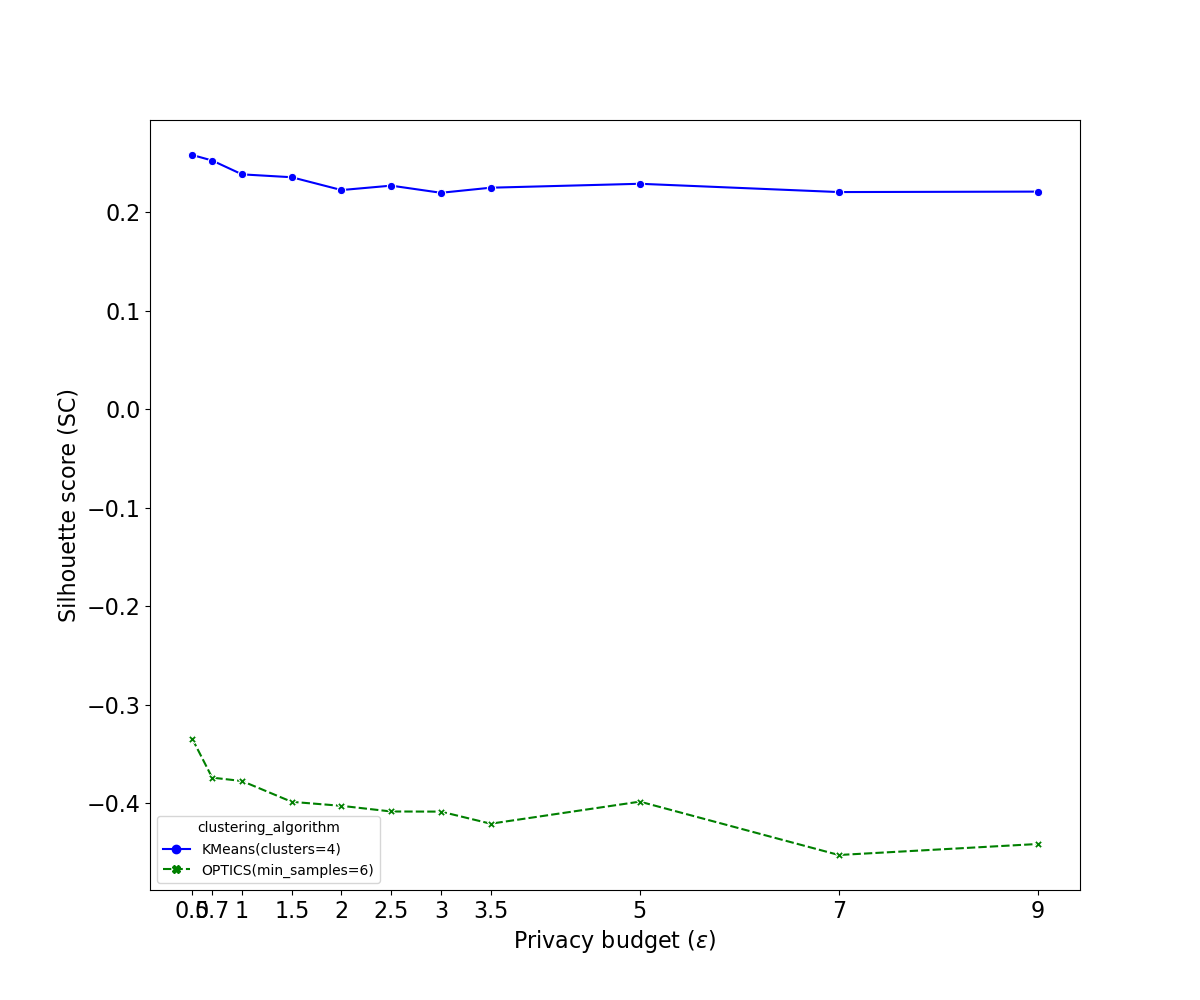 0.2
0.1
0.0
−0.1
−0.2
−0.3
−0.4
Silhouette score (SC)
clustering_algorithm
KMeans(clusters=4)
OPTICS(min_samples=6)
0.5 0.7 1 1.5 2 2.5 3 3.5 5 7 9
Privacy budget (ε)